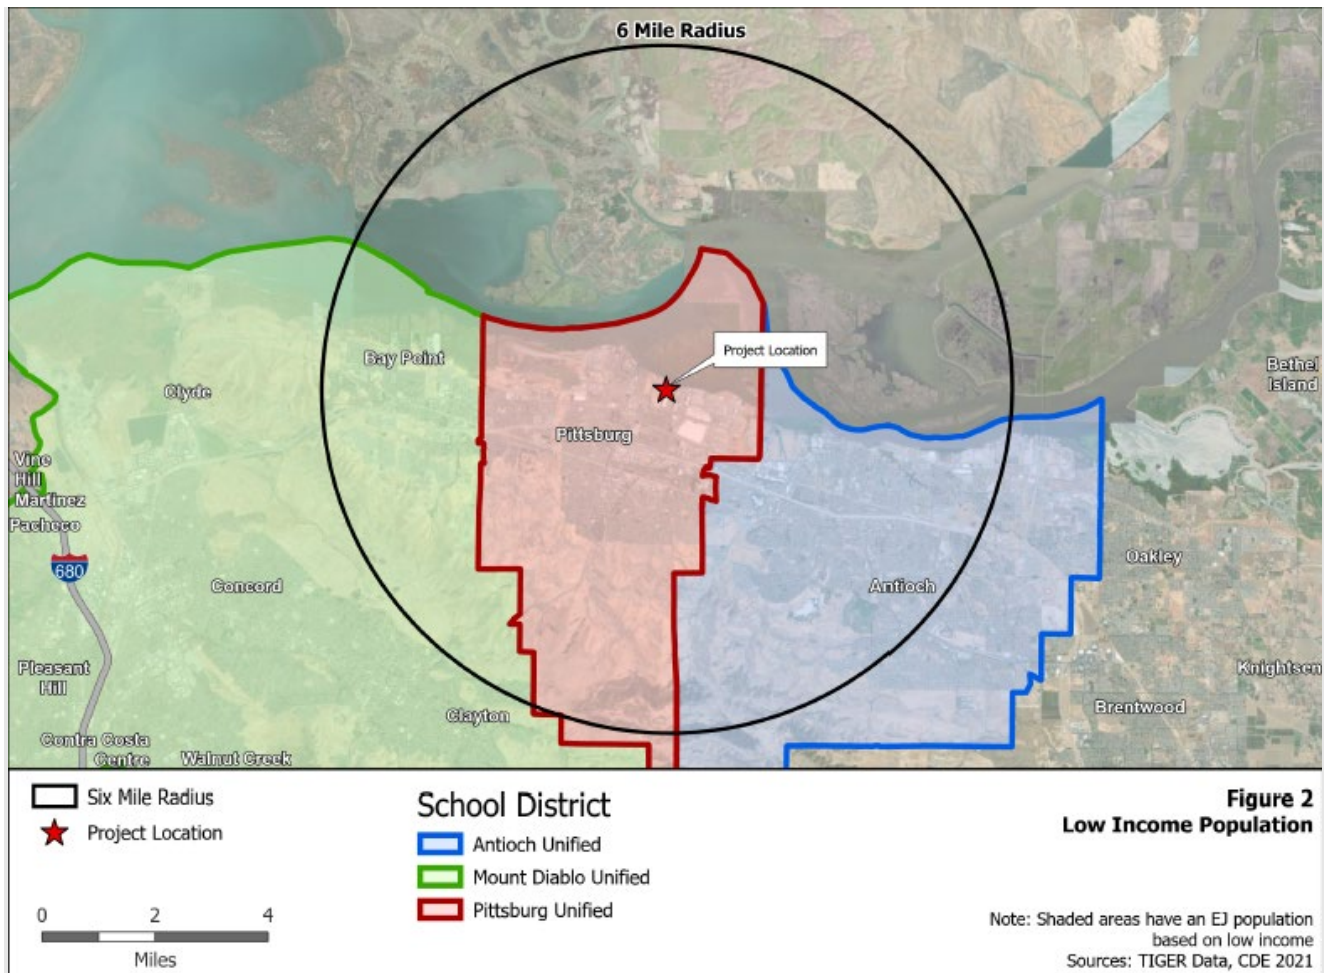 6 Mile Radius
Project Location
Bay Point
Clyde
Bethel
Island
Pittsburg
Vine
Hill
Martinez
Pacheco
680
Concord
Antioch
Oakley
Pleasant
Hill
Knightsen
Clayton
Brentwood
Contra Costa
Centre
Walnut Creek
Six Mile Radius
Project Location
0 2 4
Miles
School District
Antioch Unified
Mount Diablo Unified
Pittsburg Unified
Figure 2
Low Income Population
Note: Shaded areas have an EJ population
based on low income
Sources: TIGER Data, CDE 2021